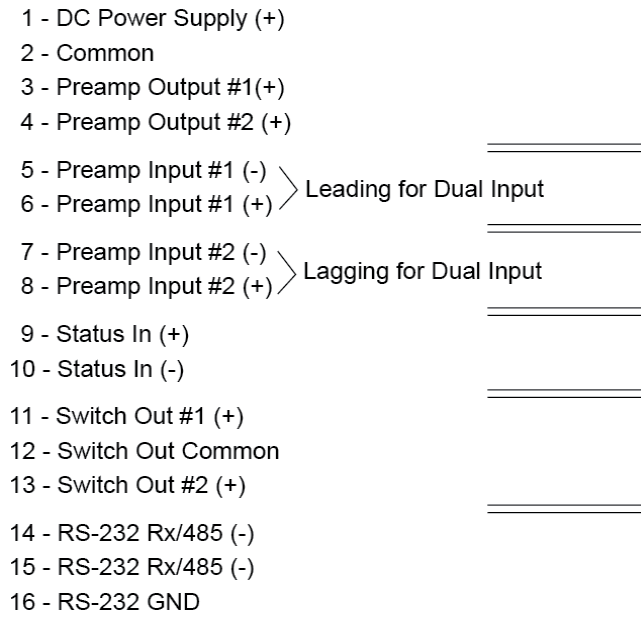 1 - DC Power Supply (+)
2 - Common
3 - Preamp Output #1(+)
4 - Preamp Output #2 (+)
5 - Preamp Input #1 (-)
6 - Preamp Input #1 (+)
Leading for Dual Input
7 - Preamp Input #2 (-)
8 - Preamp Input #2 (+)
Lagging for Dual Input
9 - Status In (+)
10 - Status In (-)
11 - Switch Out #1 (+)
12 - Switch Out Common
13 - Switch Out #2 (+)
14 - RS-232 Rx/485 (-)
15 - RS-232 Rx/485 (-)
16 - RS-232 GND